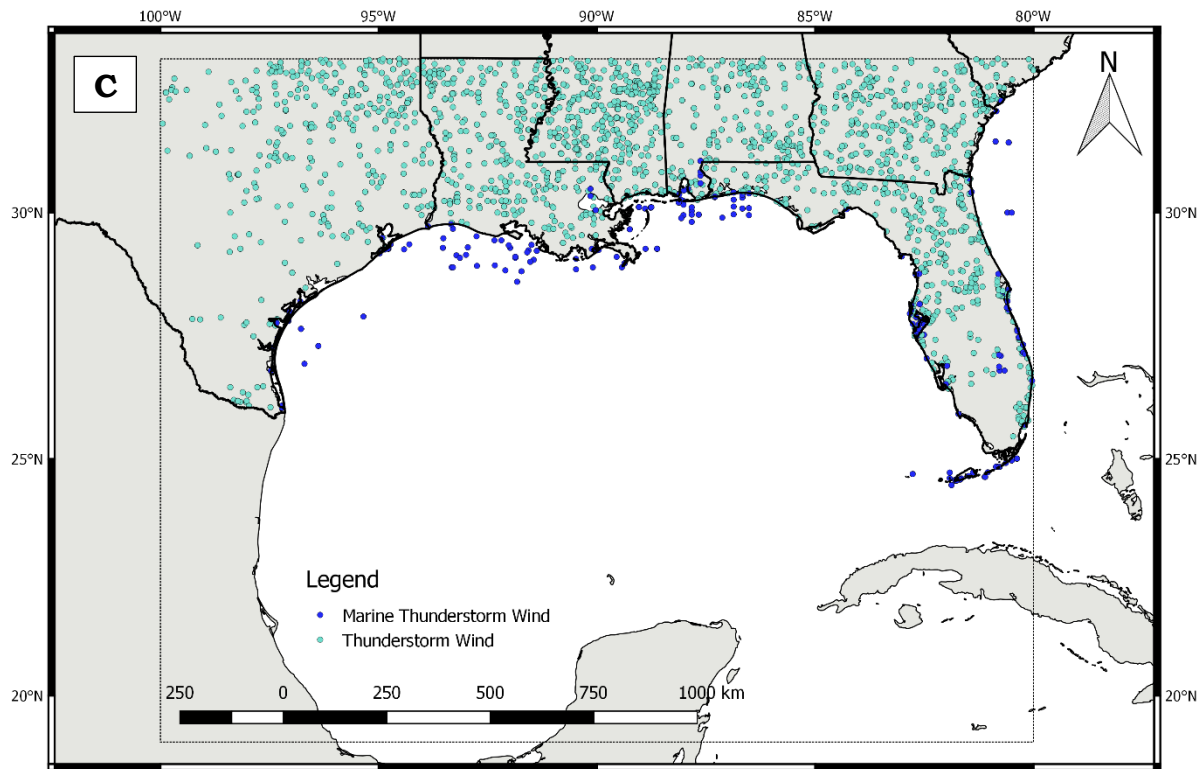 100°W 95°W 90°W 85°W 80°W
C
N
30°N 30°N
25°N 25°N
Legend
Marine Thunderstorm Wind
Thunderstorm Wind
250 0 250 500 750 1000 km
20°N 20°N